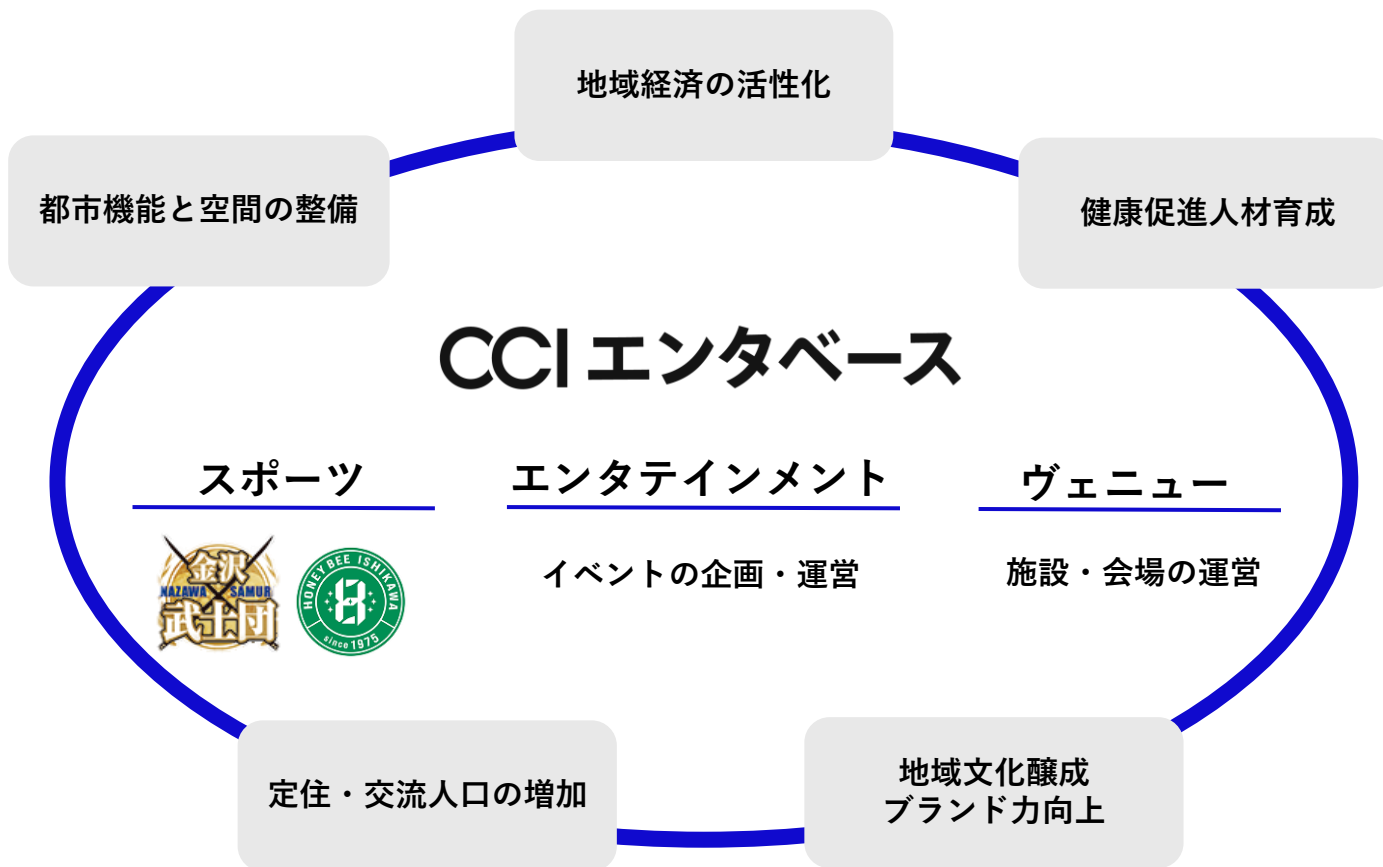 地域経済の活性化
都市機能と空間の整備
健康促進人材育成
CCIエンタベース
スポーツ
エンタテインメント
ヴェニュー
金沢
NAZAWA SAMUR
武士団
HONEY BEE ISHIKAWA
since 1975
イベントの企画・運営
施設・会場の運営
定住・交流人口の増加
地域文化醸成
ブランド力向上